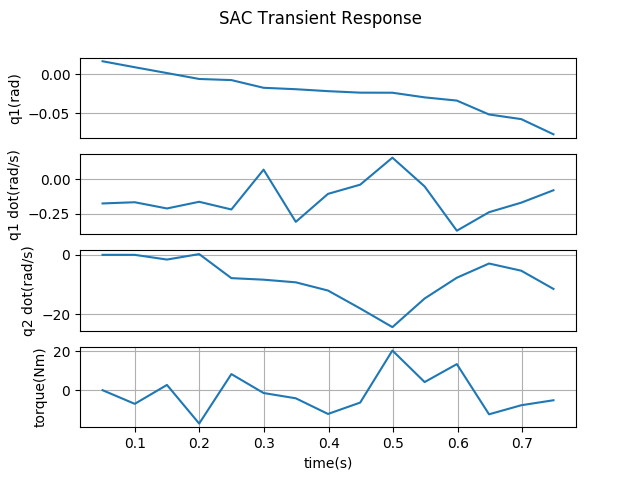 SAC Transient Response
0.00
−0.05
q1(rad)
0.00
−0.25
q1 dot(rad/s)
0
−20
q2 dot(rad/s)
20
0
torque(Nm)
0.1 0.2 0.3 0.4 0.5 0.6 0.7
time(s)